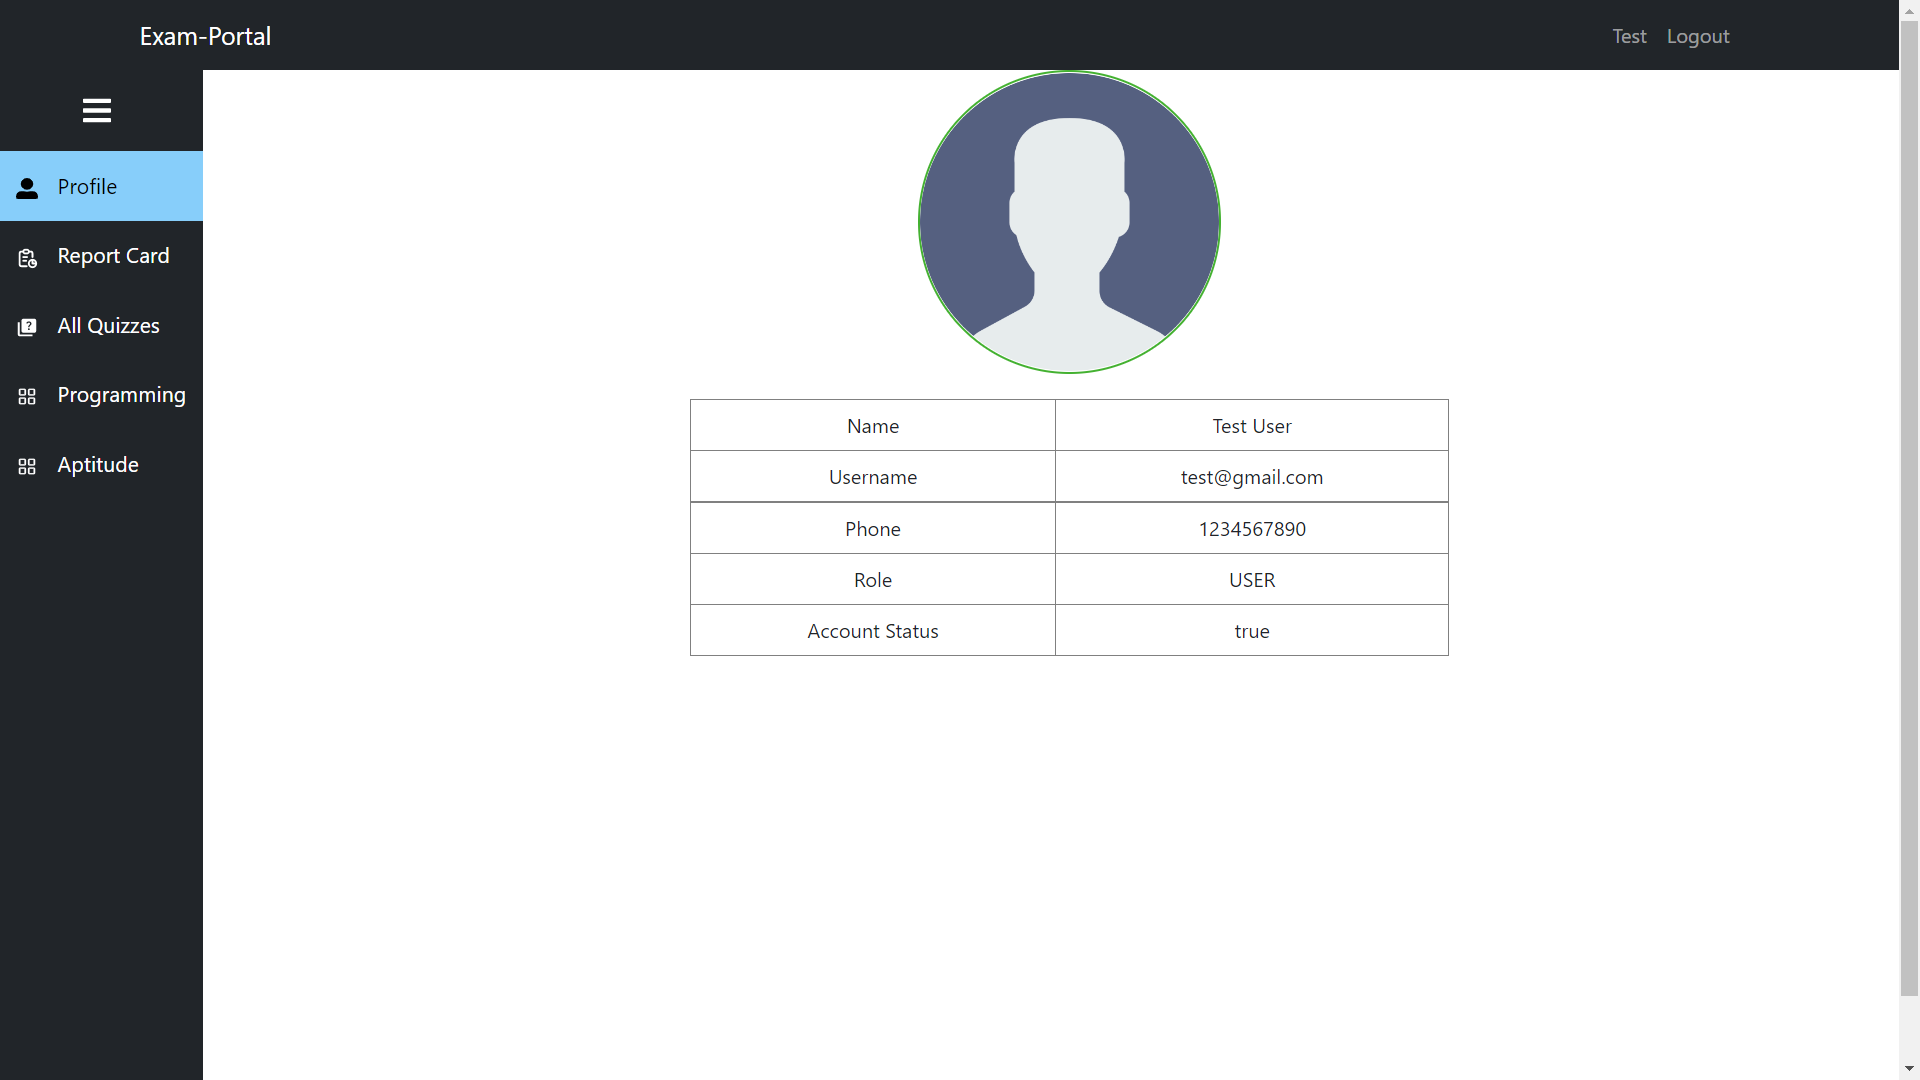 Exam-Portal
Test Logout
Profile
Report Card
All Quizzes
Programming
Aptitude
Name Test User
Username test@gmail.com
Phone 1234567890
Role USER
Account Status true